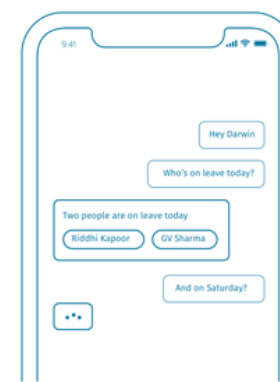 9:41
Hey Darwin
Who's on leave today?
Two people are on leave today
Riddhi Kapoor GV Sharma
And on Saturday?